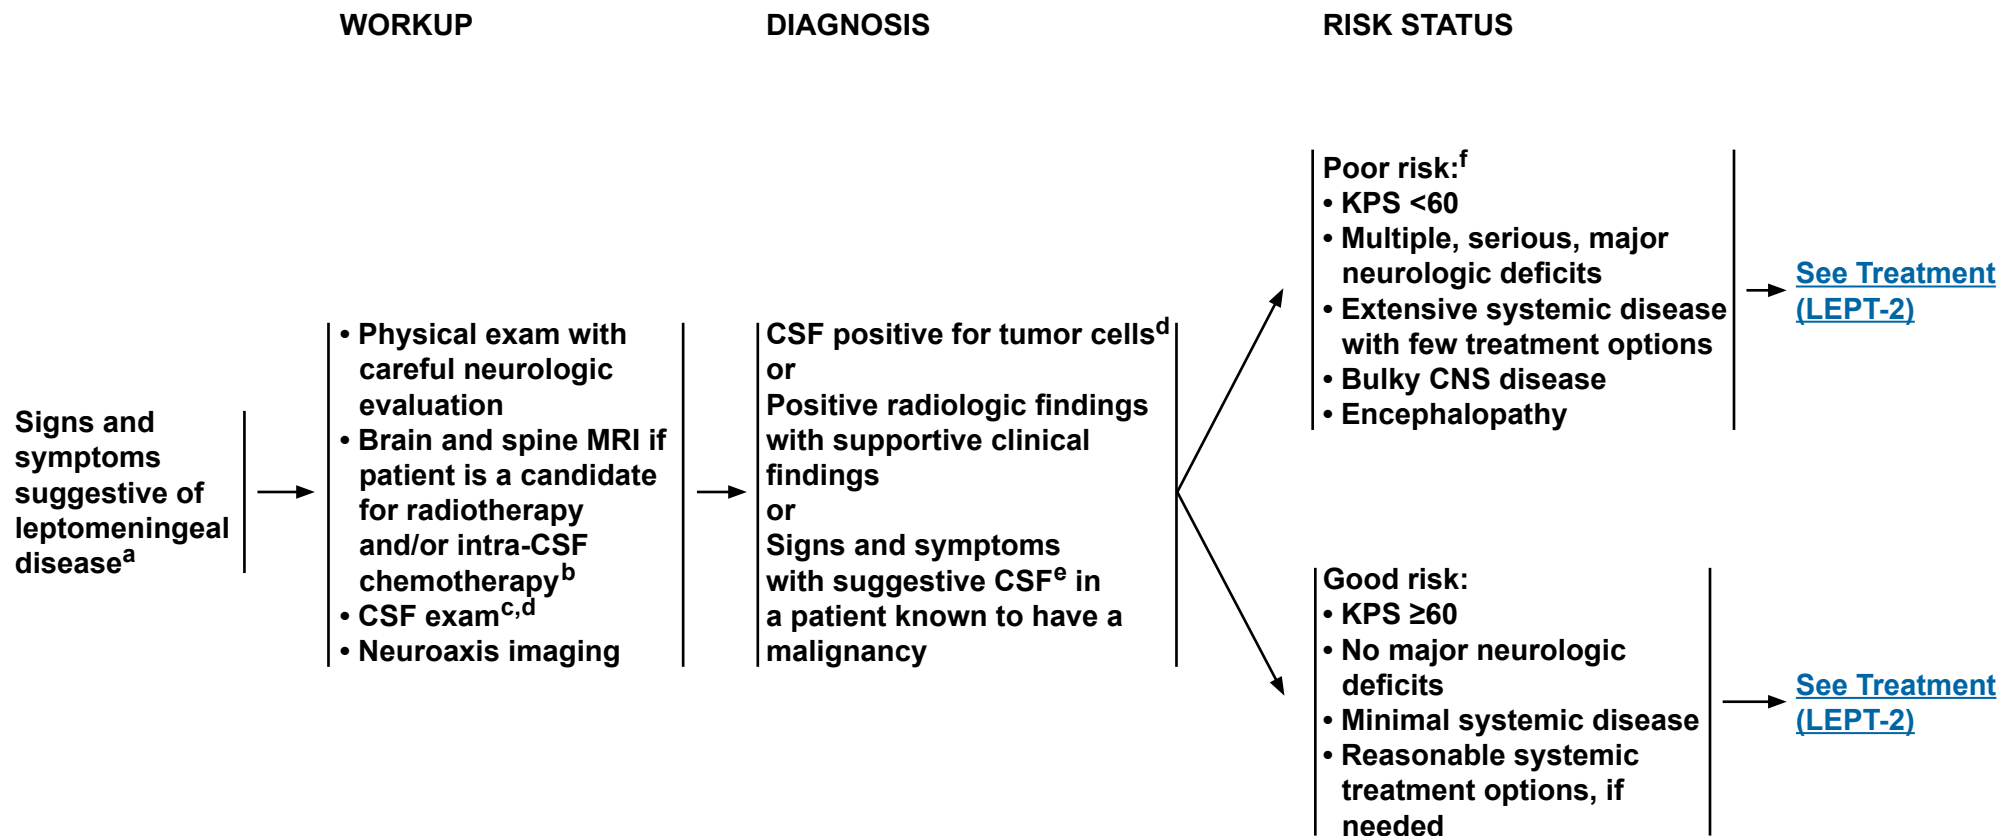 WORKUP
DIAGNOSIS
RISK STATUS
Signs and
symptoms
suggestive of
leptomeningeal
diseaseᵃ
• Physical exam with
careful neurologic
evaluation
• Brain and spine MRI if
patient is a candidate
for radiotherapy
and/or intra-CSF
chemotherapyᵇ
• CSF examᶜ,ᵈ
• Neuroaxis imaging
CSF positive for tumor cellsᵈ
or
Positive radiologic findings
with supportive clinical
findings
or
Signs and symptoms
with suggestive CSFᵉ in
a patient known to have a
malignancy
Poor risk:ᶠ
• KPS <60
• Multiple, serious, major
neurologic deficits
• Extensive systemic disease
with few treatment options
• Bulky CNS disease
• Encephalopathy
See Treatment
(LEPT-2)
Good risk:
• KPS ≥60
• No major neurologic
deficits
• Minimal systemic disease
• Reasonable systemic
treatment options, if
needed
See Treatment
(LEPT-2)